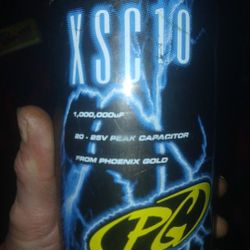 XSC10
1,000,000uF
20 - 25V PEAK CAPACITOR
FROM PHOENIX GOLD
PG